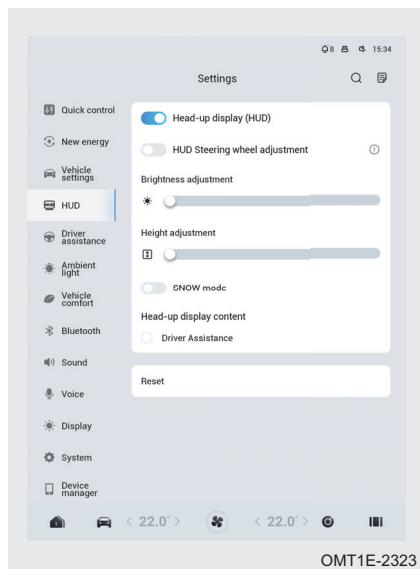 8 15:34
Settings
Quick control
New energy
Vehicle
settings
HUD
Driver
assistance
Ambient
light
Vehicle
comfort
Bluetooth
Sound
Voice
Display
System
Device
manager
Head-up display (HUD)
HUD Steering wheel adjustment
Brightness adjustment
Height adjustment
SNOW mode
Head-up display content
Driver Assistance
Reset
< 22.0° > < 22.0° >
OMT1E-2323